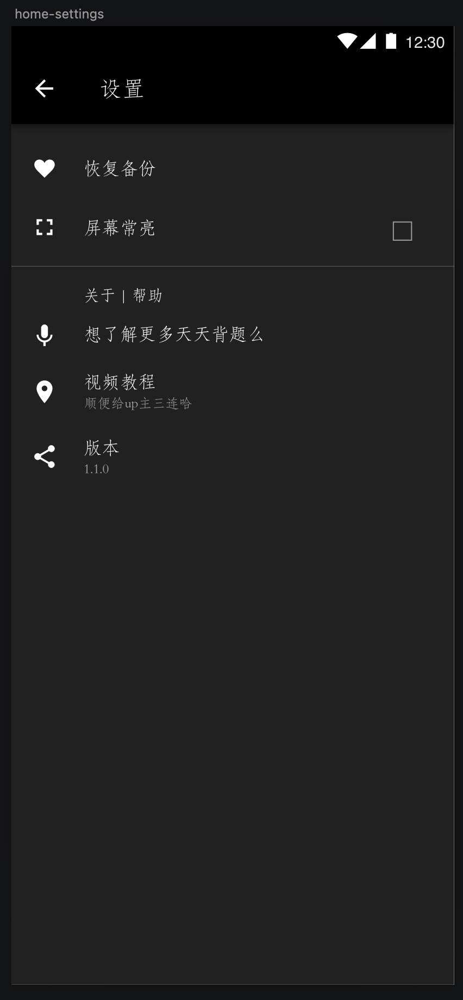 home-settings
12:30
设置
恢复备份
屏幕常亮
关于 | 帮助
想了解更多天天背题么
视频教程
顺便给up主三连哈
版本
1.1.0